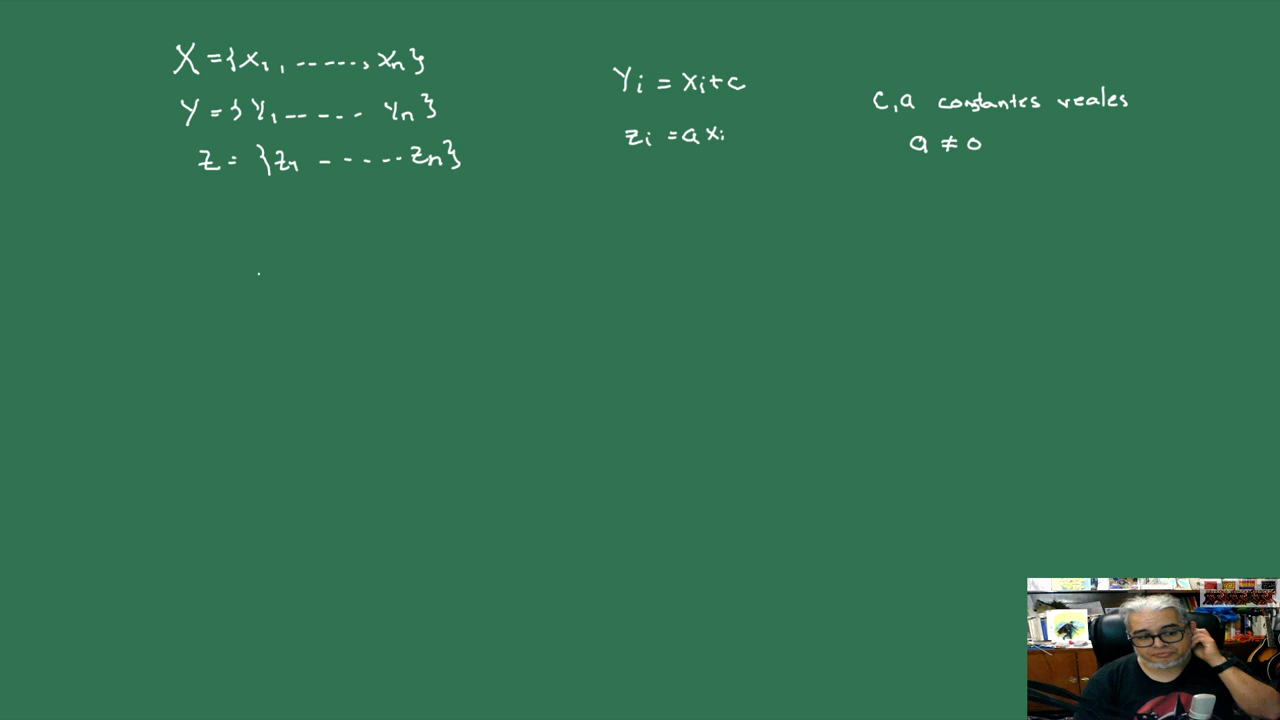 X = {x1, ......, xn}
Y = {Y1 ...... Yn}
Z = {Z1 ...... Zn}
Yi = xi + c
zi = a xi
C, a constantes reales
a ≠ 0